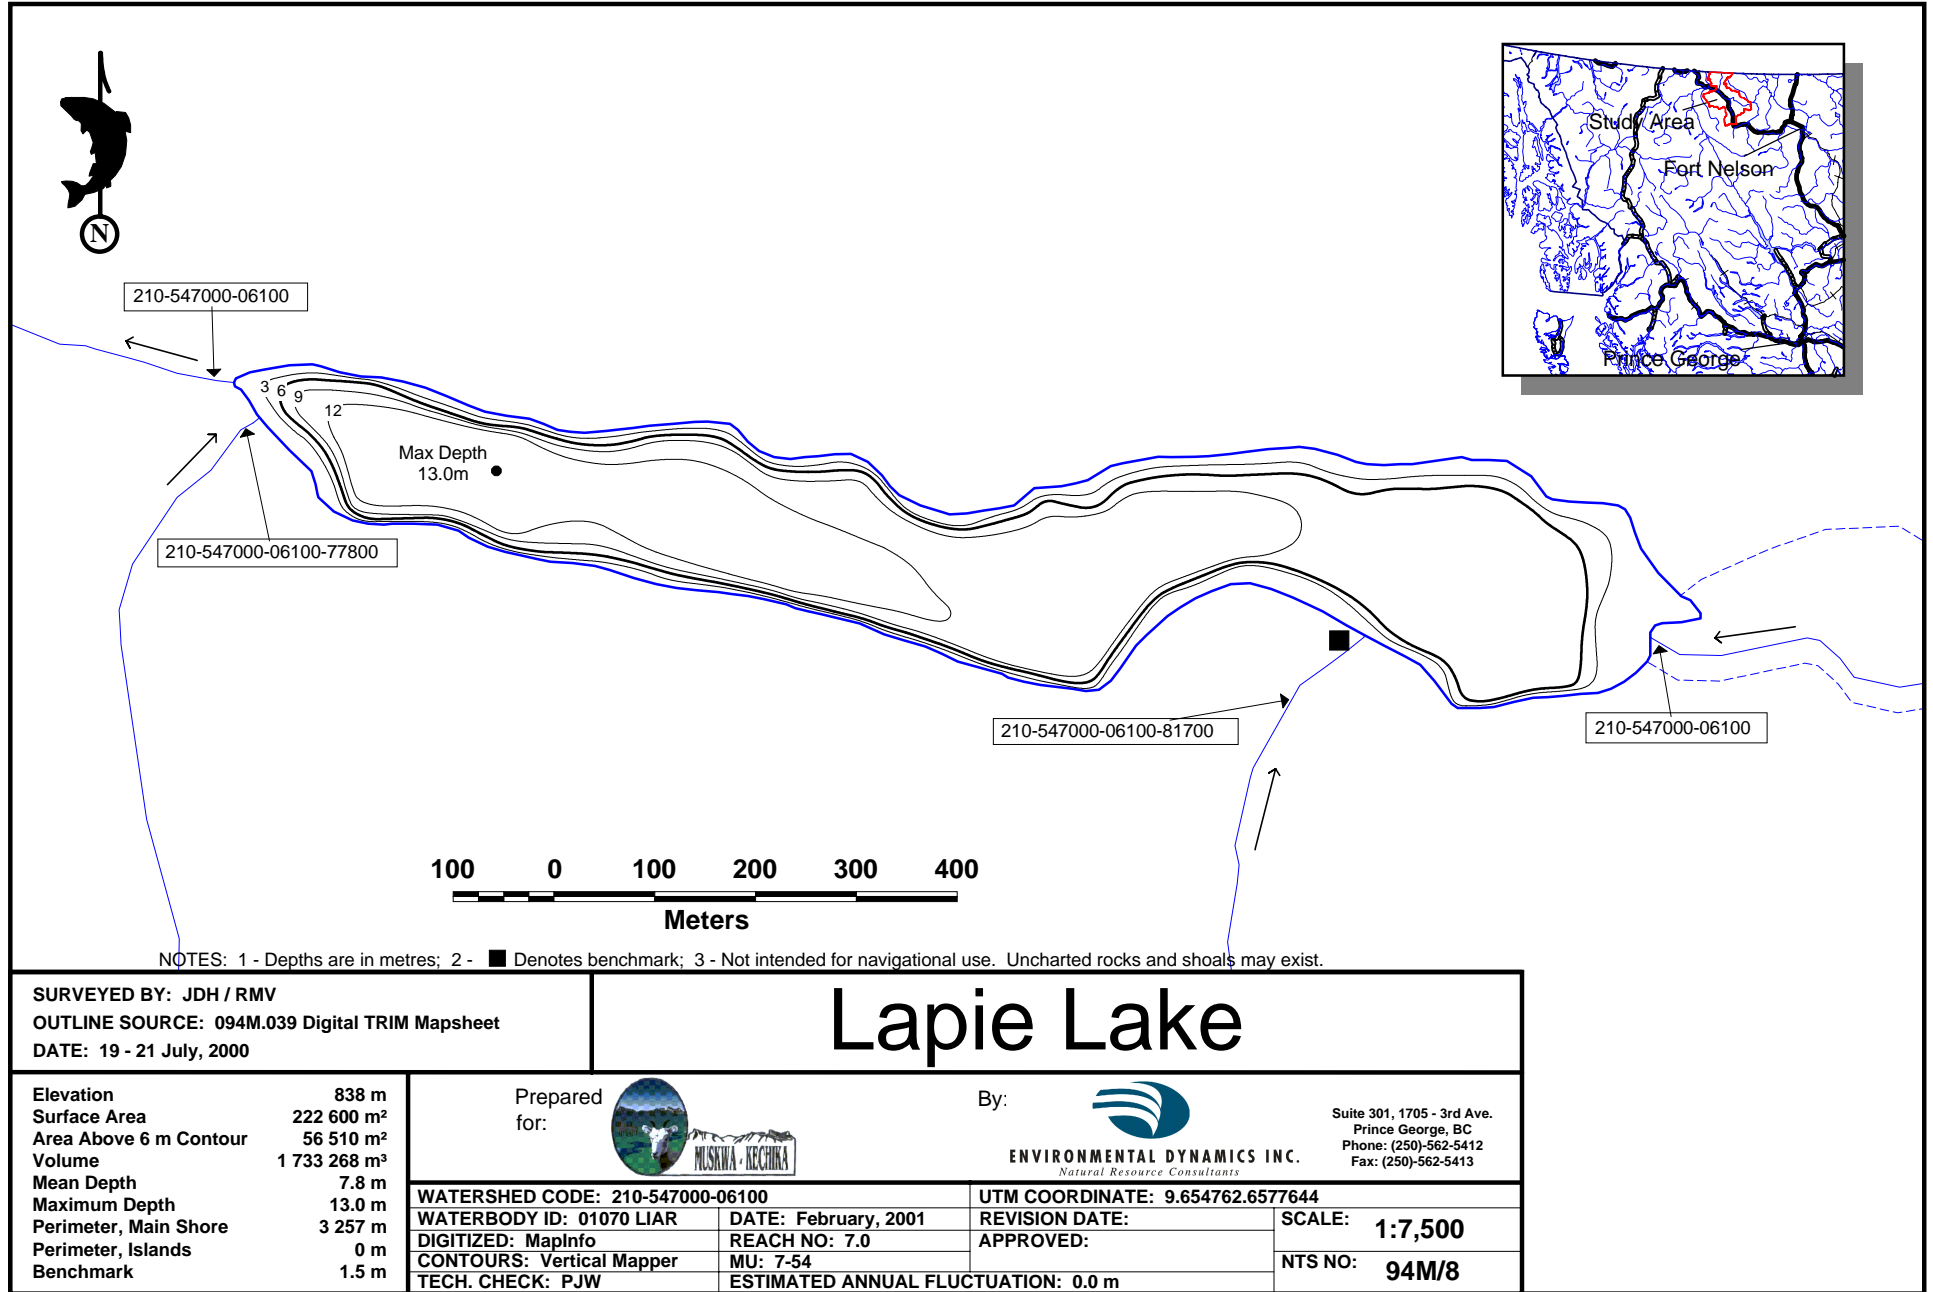 N
Study Area
Fort Nelson
Prince George
210-547000-06100
3
6
9
12
Max Depth
13.0m
210-547000-06100-77800
210-547000-06100-81700
210-547000-06100
100 0 100 200 300 400
Meters
NOTES: 1 - Depths are in metres; 2 - Denotes benchmark; 3 - Not intended for navigational use. Uncharted rocks and shoals may exist.
SURVEYED BY: JDH / RMV
OUTLINE SOURCE: 094M.039 Digital TRIM Mapsheet
DATE: 19 - 21 July, 2000
Lapie Lake
Elevation 838 m
Surface Area 222 600 m²
Area Above 6 m Contour 56 510 m²
Volume 1 733 268 m³
Mean Depth 7.8 m
Maximum Depth 13.0 m
Perimeter, Main Shore 3 257 m
Perimeter, Islands 0 m
Benchmark 1.5 m
Prepared
for:
MUSKWA - KECHIKA
By:
ENVIRONMENTAL DYNAMICS INC.
Natural Resource Consultants
Suite 301, 1705 - 3rd Ave.
Prince George, BC
Phone: (250)-562-5412
Fax: (250)-562-5413
WATERSHED CODE: 210-547000-06100
UTM COORDINATE: 9.654762.6577644
WATERBODY ID: 01070 LIAR
DATE: February, 2001
REVISION DATE:
SCALE: 1:7,500
DIGITIZED: MapInfo
REACH NO: 7.0
APPROVED:
CONTOURS: Vertical Mapper
MU: 7-54
NTS NO: 94M/8
TECH. CHECK: PJW
ESTIMATED ANNUAL FLUCTUATION: 0.0 m